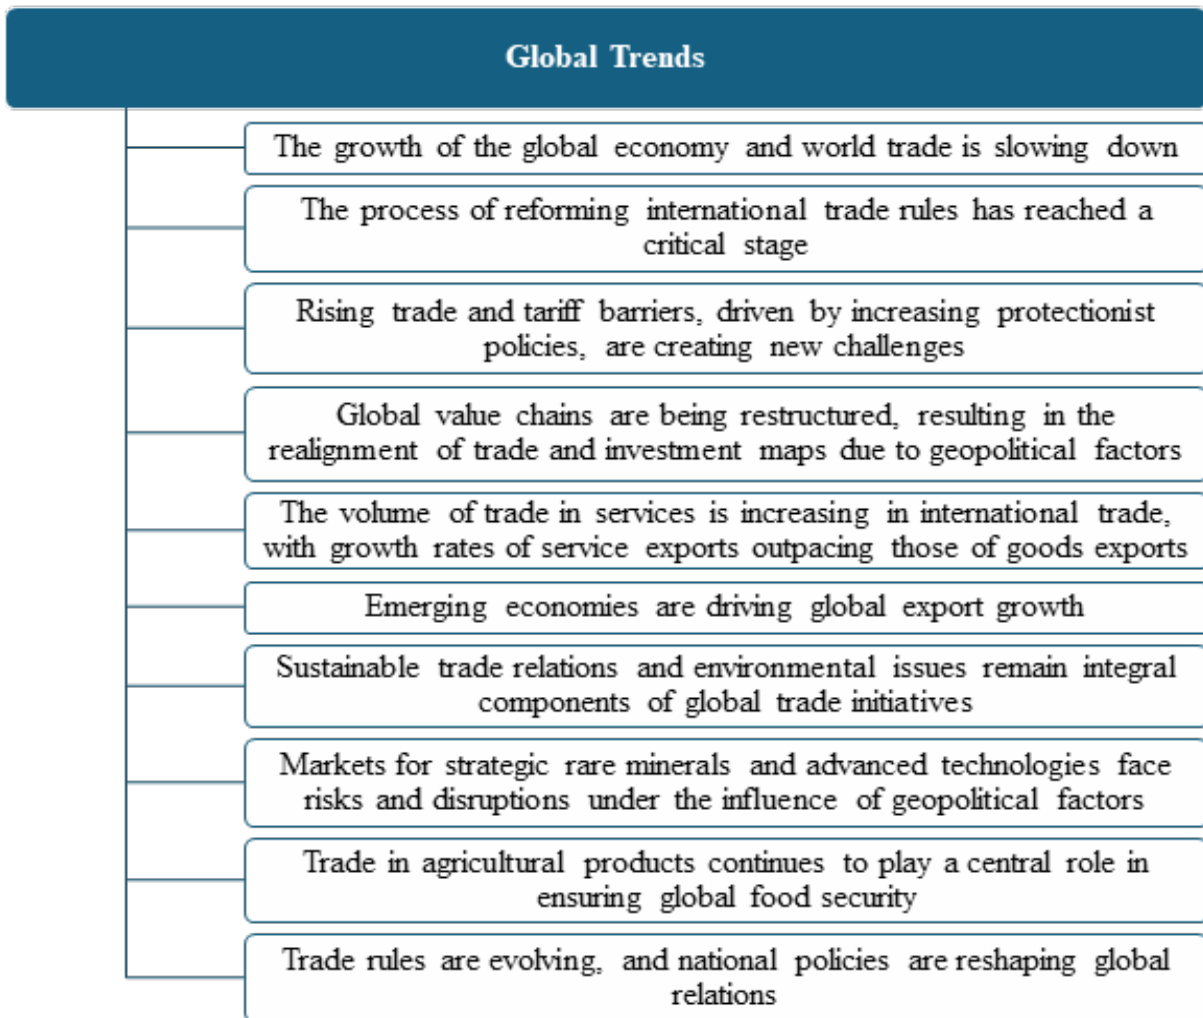 Global Trends
The growth of the global economy and world trade is slowing down
The process of reforming international trade rules has reached a
critical stage
Rising trade and tariff barriers, driven by increasing protectionist
policies, are creating new challenges
Global value chains are being restructured, resulting in the
realignment of trade and investment maps due to geopolitical factors
The volume of trade in services is increasing in international trade,
with growth rates of service exports outpacing those of goods exports
Emerging economies are driving global export growth
Sustainable trade relations and environmental issues remain integral
components of global trade initiatives
Markets for strategic rare minerals and advanced technologies face
risks and disruptions under the influence of geopolitical factors
Trade in agricultural products continues to play a central role in
ensuring global food security
Trade rules are evolving, and national policies are reshaping global
relations